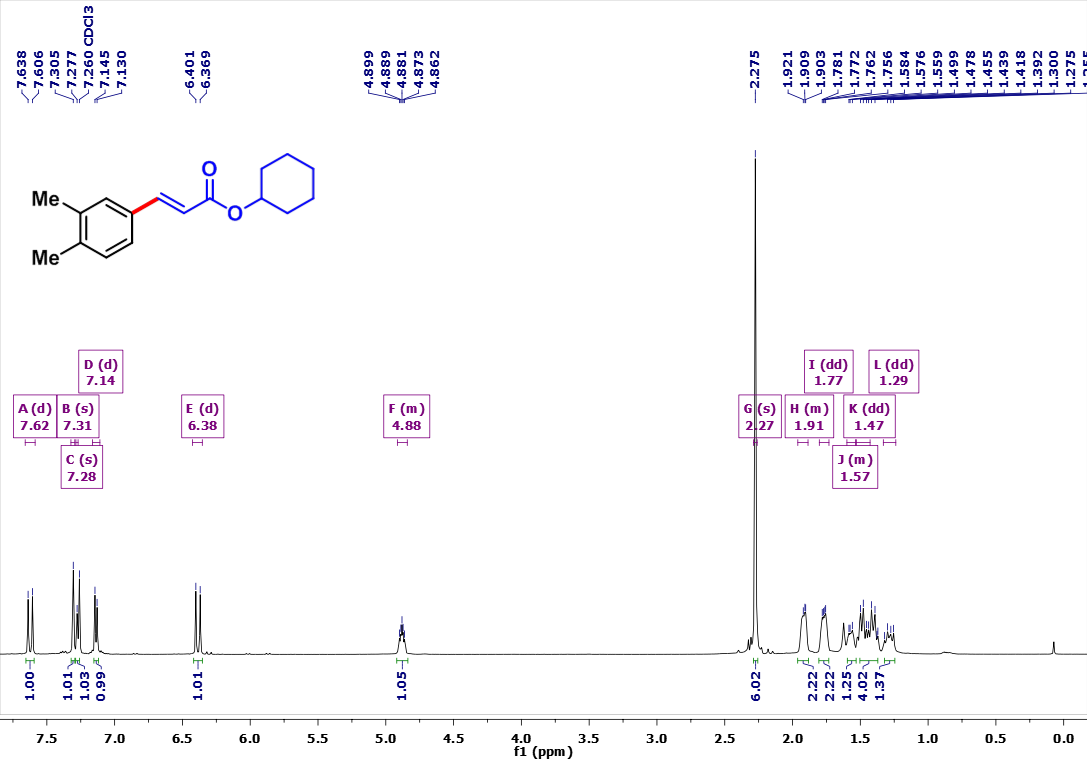 7.638
7.606
7.305
7.277
7.260 CDCl3
7.145
7.130
6.401
6.369
4.899
4.889
4.881
4.873
4.862
2.275
1.921
1.909
1.903
1.781
1.772
1.762
1.756
1.584
1.576
1.559
1.499
1.478
1.455
1.439
1.418
1.392
1.300
1.275
O
Me
O
Me
D (d)
7.14
I (dd)
1.77
L (dd)
1.29
A (d)
7.62
B (s)
7.31
E (d)
6.38
F (m)
4.88
G (s)
2.27
H (m)
1.91
K (dd)
1.47
C (s)
7.28
J (m)
1.57
1.00
1.01
1.03
0.99
1.01
1.05
6.02
2.22
2.22
1.25
4.02
1.37
7.5 7.0 6.5 6.0 5.5 5.0 4.5 4.0 3.5 3.0 2.5 2.0 1.5 1.0 0.5 0.0
f1 (ppm)